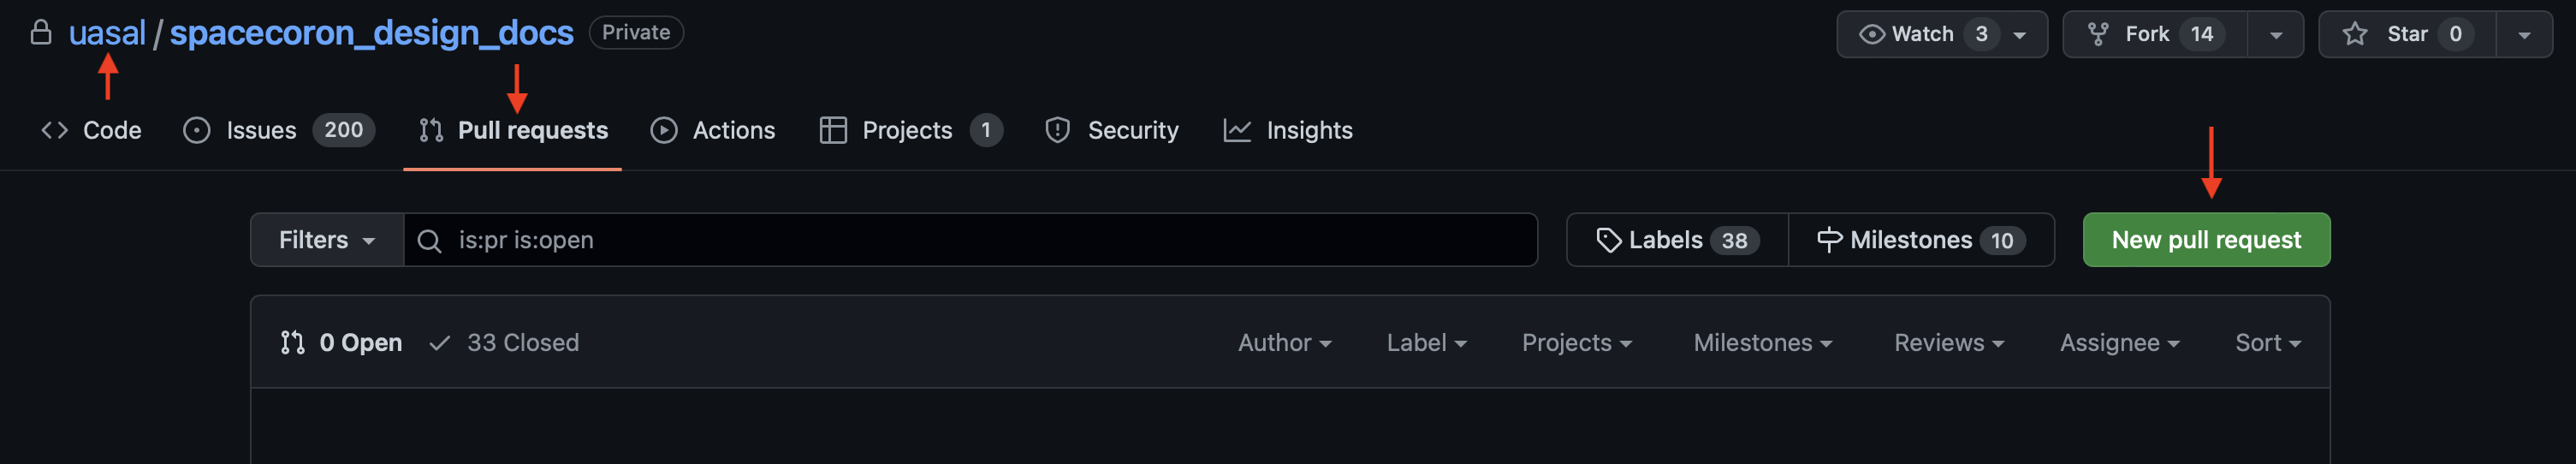 uasal / spacecoron_design_docs Private Watch 3 Fork 14 Star 0
Code Issues 200 Pull requests Actions Projects 1 Security Insights
Filters is:pr is:open Labels 38 Milestones 10 New pull request
0 Open 33 Closed Author Label Projects Milestones Reviews Assignee Sort